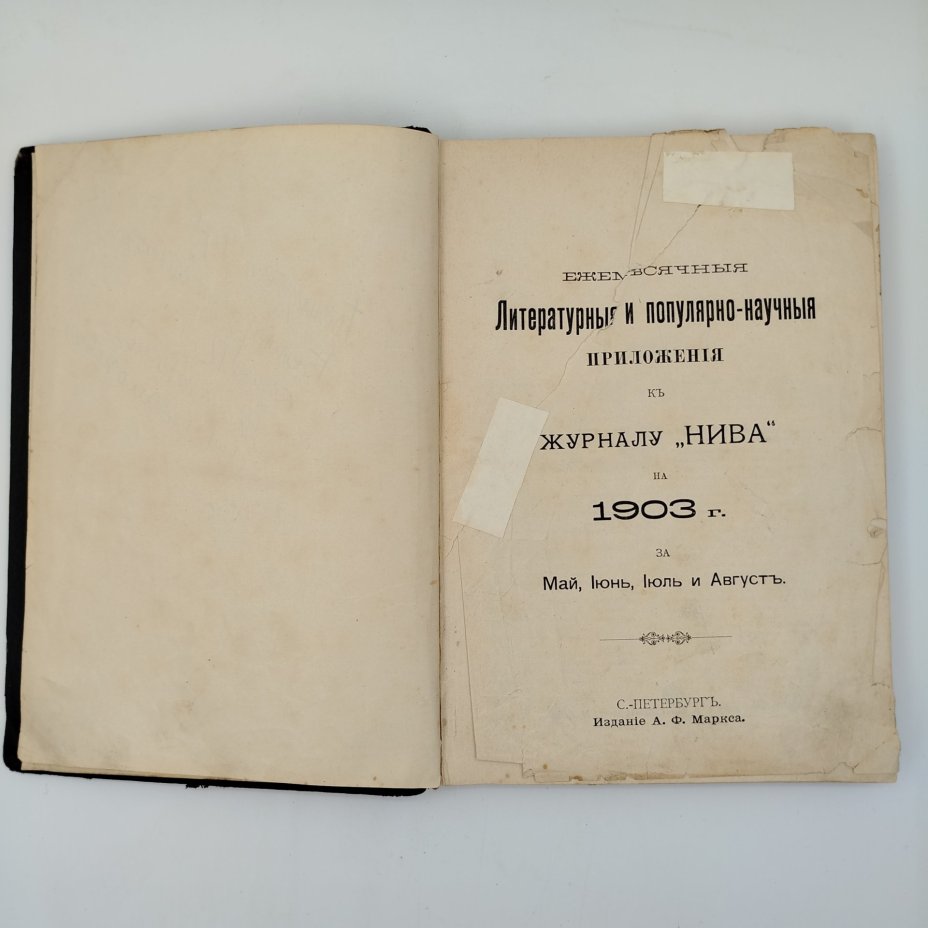 ЕЖЕМѢСЯЧНЫЯ
Литературныя и популярно-научныя
ПРИЛОЖЕНІЯ
КЪ
ЖУРНАЛУ „НИВА“
НА
1903 г.
ЗА
Май, Іюнь, Іюль и Августъ.
С.-ПЕТЕРБУРГЪ.
Изданіе А. Ф. Маркса.